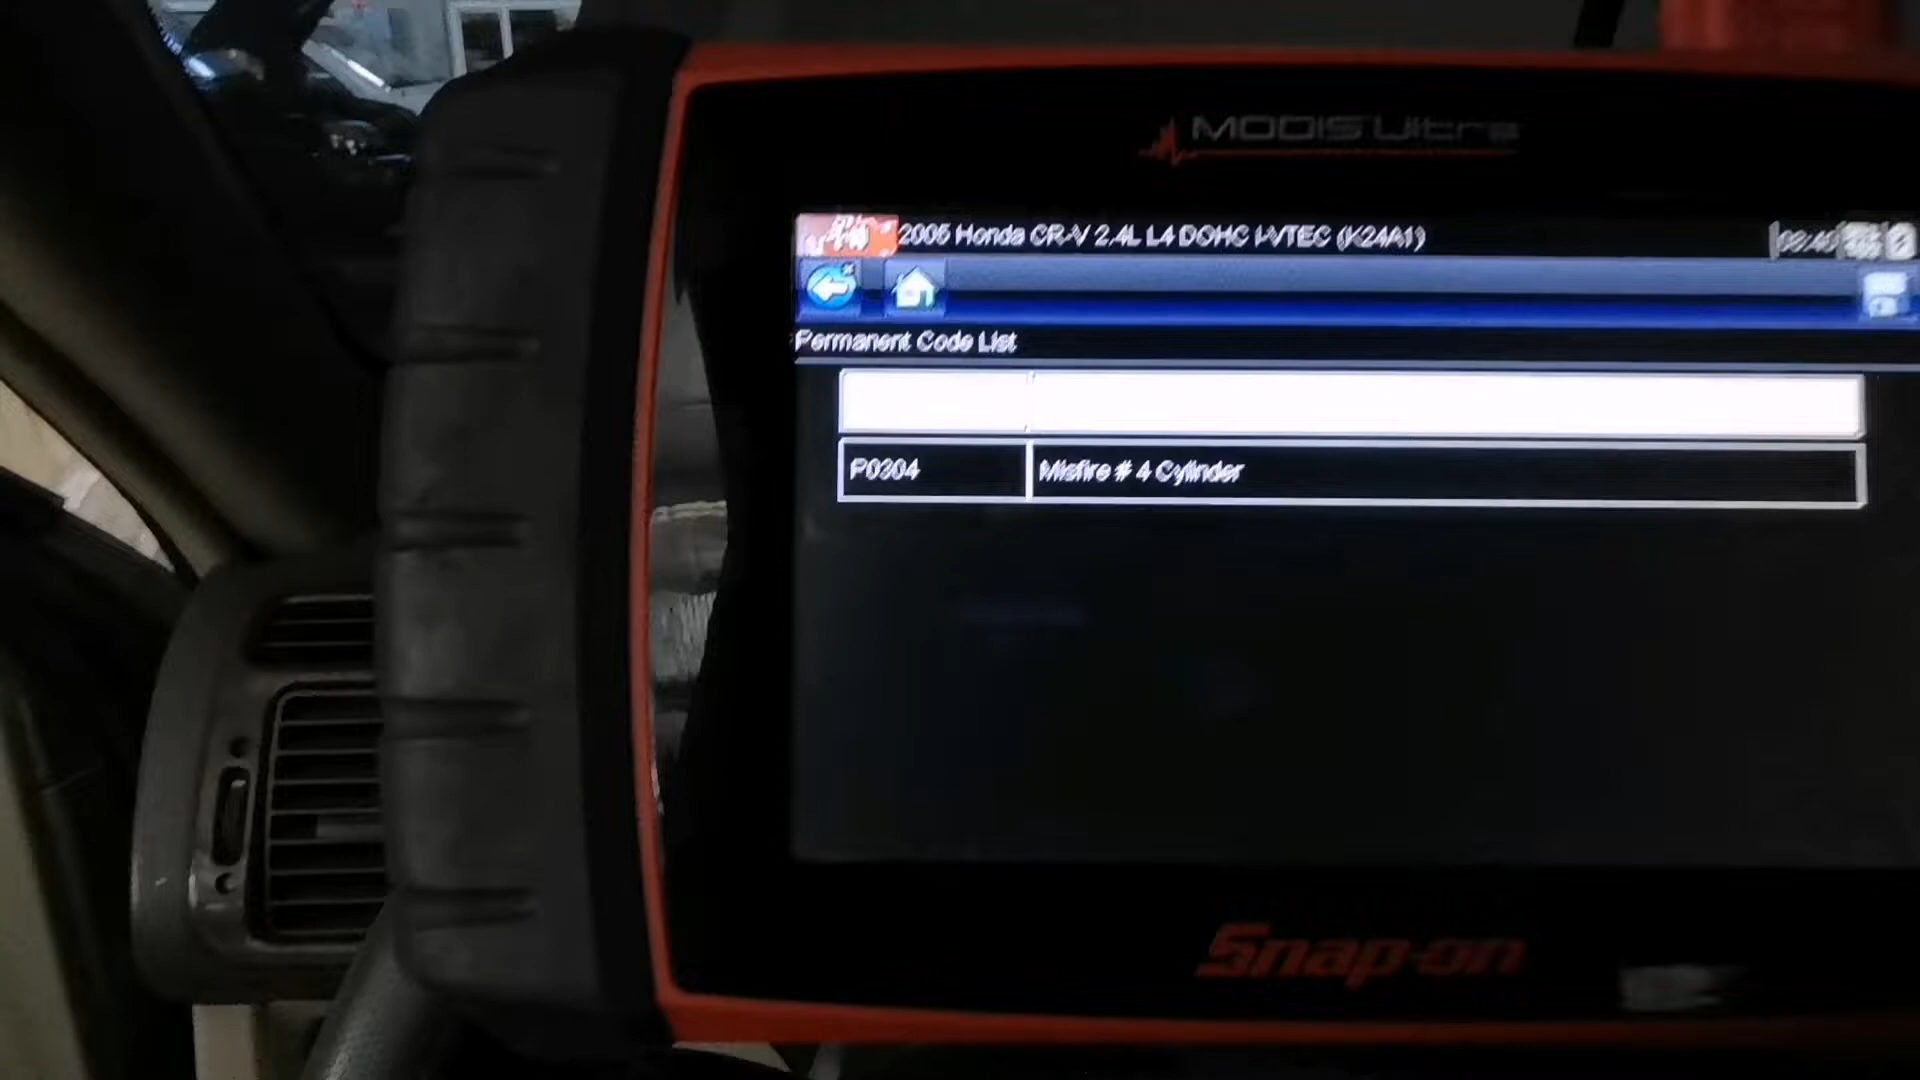 MODIS Ultra
2005 Honda CR-V 2.4L L4 DOHC i-VTEC (K24A1)
Permanent Code List
P0304 Misfire # 4 Cylinder
Snap-on